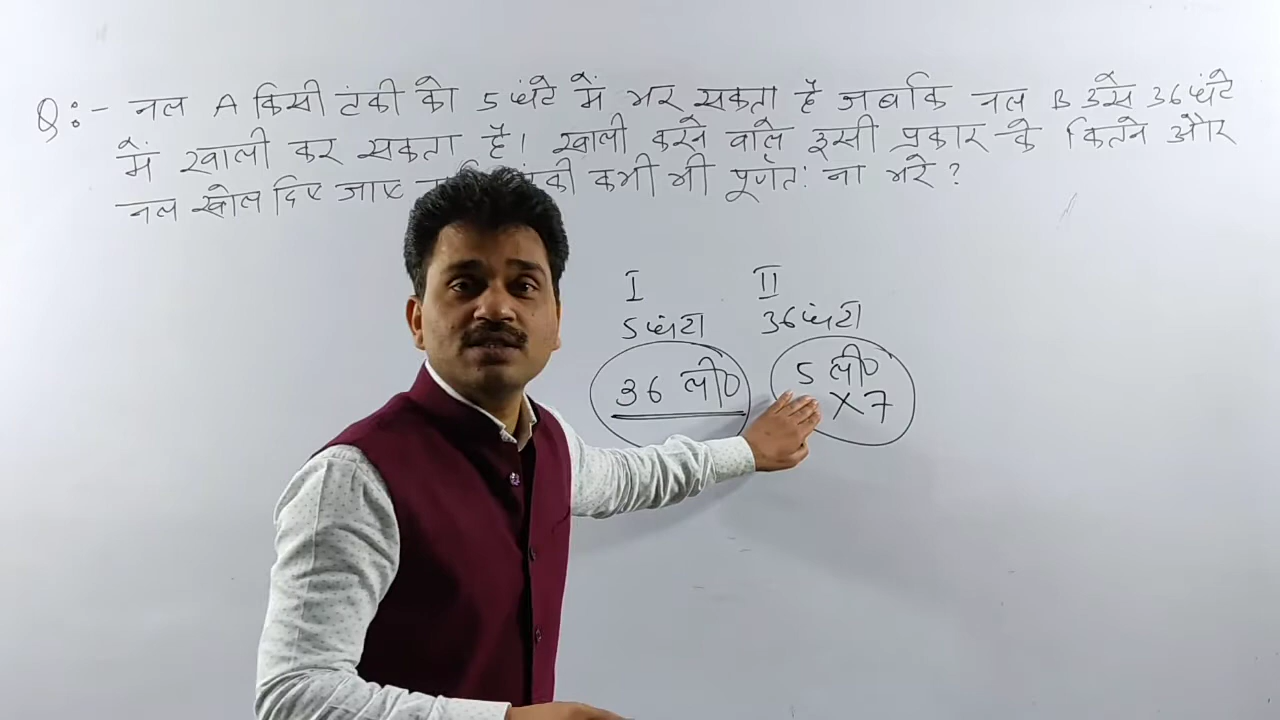 Q:- नल A किसी टंकी को 5 घंटे में भर सकता है जबकि नल B उसे 36 घंटे
में खाली कर सकता है। खाली करने वाले इसी प्रकार के कितने और
नल खोल दिए जाए टंकी कभी भी पूर्णतः ना भरे?
I II
5 घंटा 36 घंटा
36 ली० 5 ली०
X 7